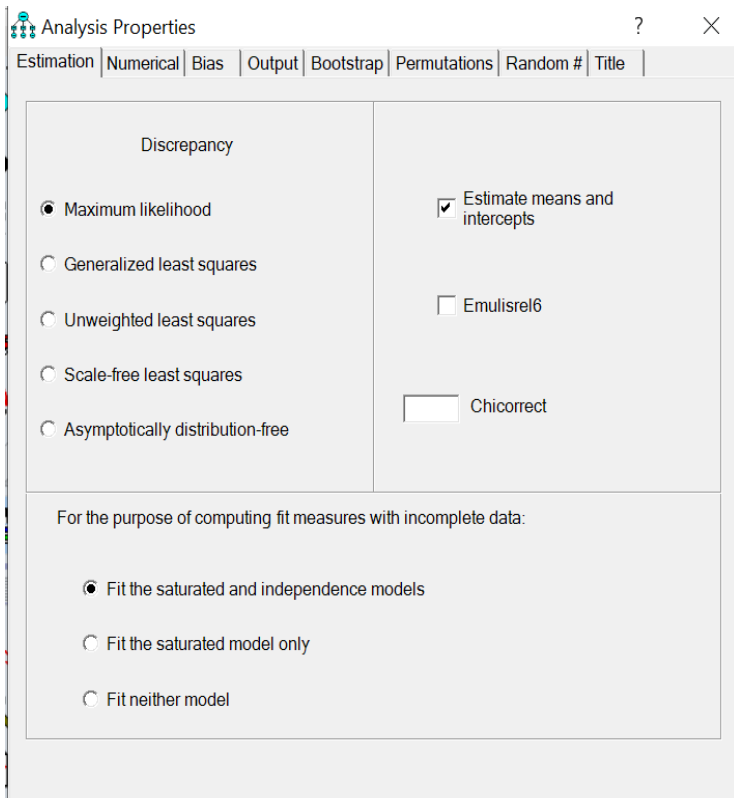 Analysis Properties ?
Estimation Numerical Bias Output Bootstrap Permutations Random # Title
Discrepancy
Maximum likelihood
Generalized least squares
Unweighted least squares
Scale-free least squares
Asymptotically distribution-free
Estimate means and
intercepts
Emulisrel6
Chicorrect
For the purpose of computing fit measures with incomplete data:
Fit the saturated and independence models
Fit the saturated model only
Fit neither model